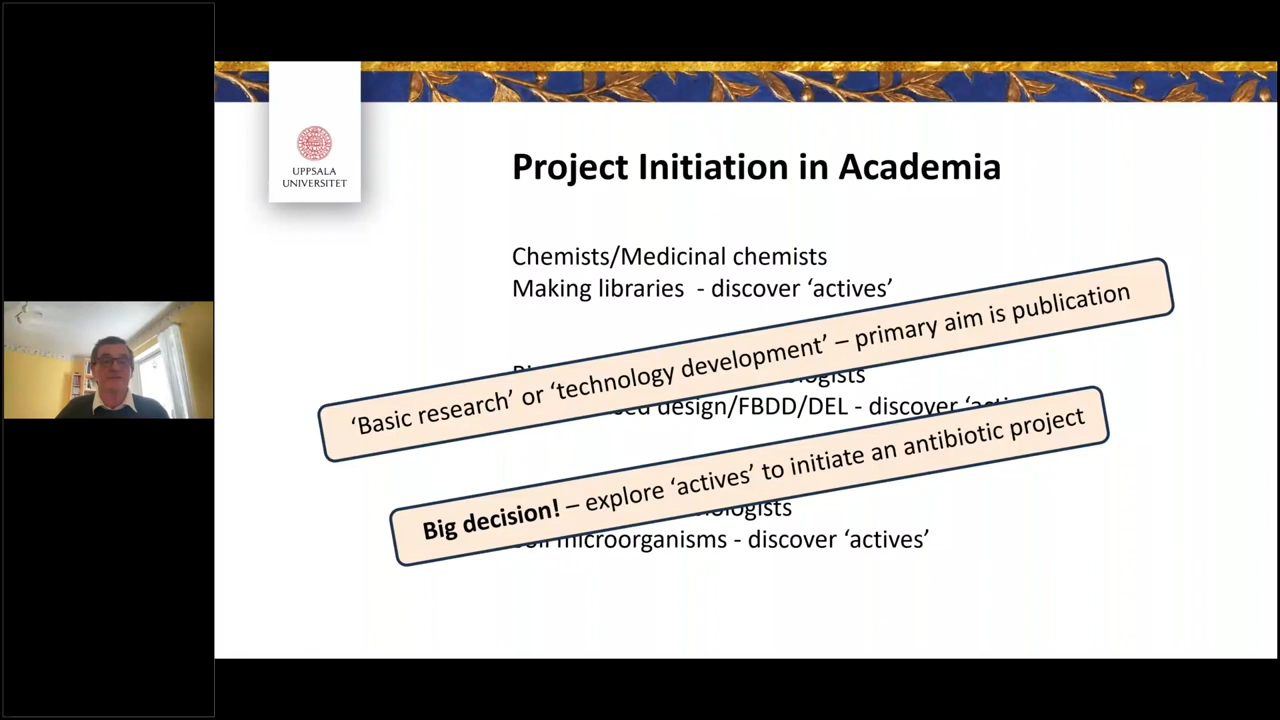 UPPSALA
UNIVERSITET
Project Initiation in Academia
Chemists/Medicinal chemists
Making libraries - discover ‘actives’
‘Basic research’ or ‘technology development’ – primary aim is publication
design/FBDD/DEL - discover
Big decision! – explore ‘actives’ to initiate an antibiotic project
microorganisms - discover ‘actives’